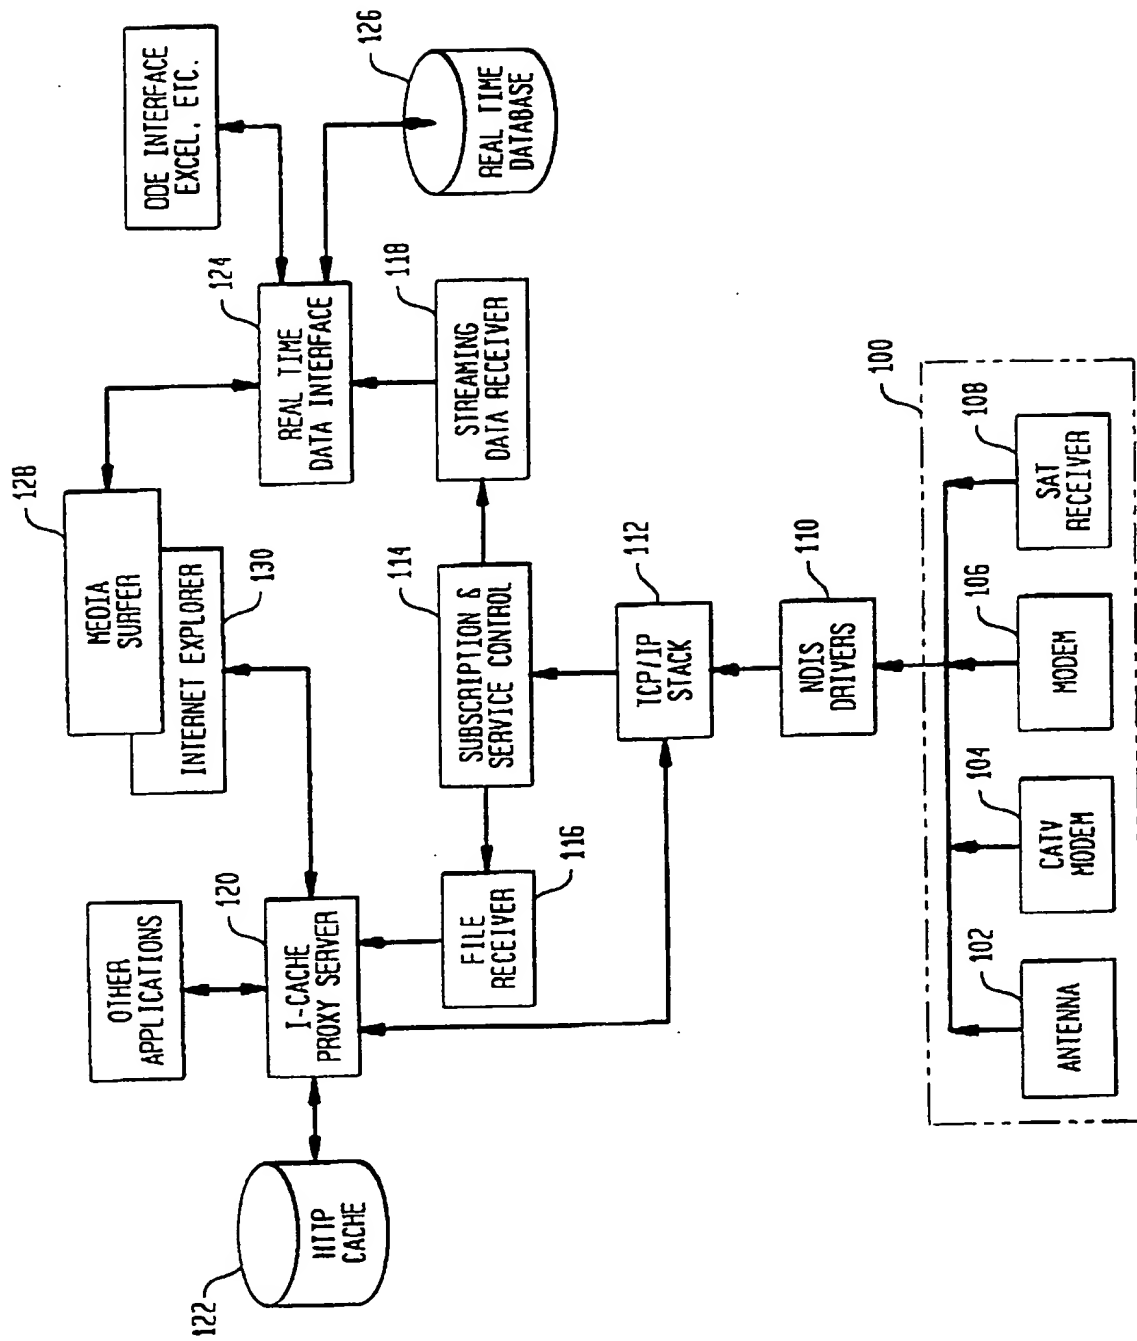 128
MEDIA
SURFER
INTERNET EXPLORER
130
DDE INTERFACE
EXCEL, ETC.
OTHER
APPLICATIONS
120
I-CACHE
PROXY SERVER
124
REAL TIME
DATA INTERFACE
126
REAL TIME
DATABASE
122
HTTP
CACHE
FILE
RECEIVER
116
114
SUBSCRIPTION &
SERVICE CONTROL
118
STREAMING
DATA RECEIVER
112
TCP/IP
STACK
110
NDIS
DRIVERS
100
102
ANTENNA
104
CATV
MODEM
106
MODEM
108
SAT
RECEIVER